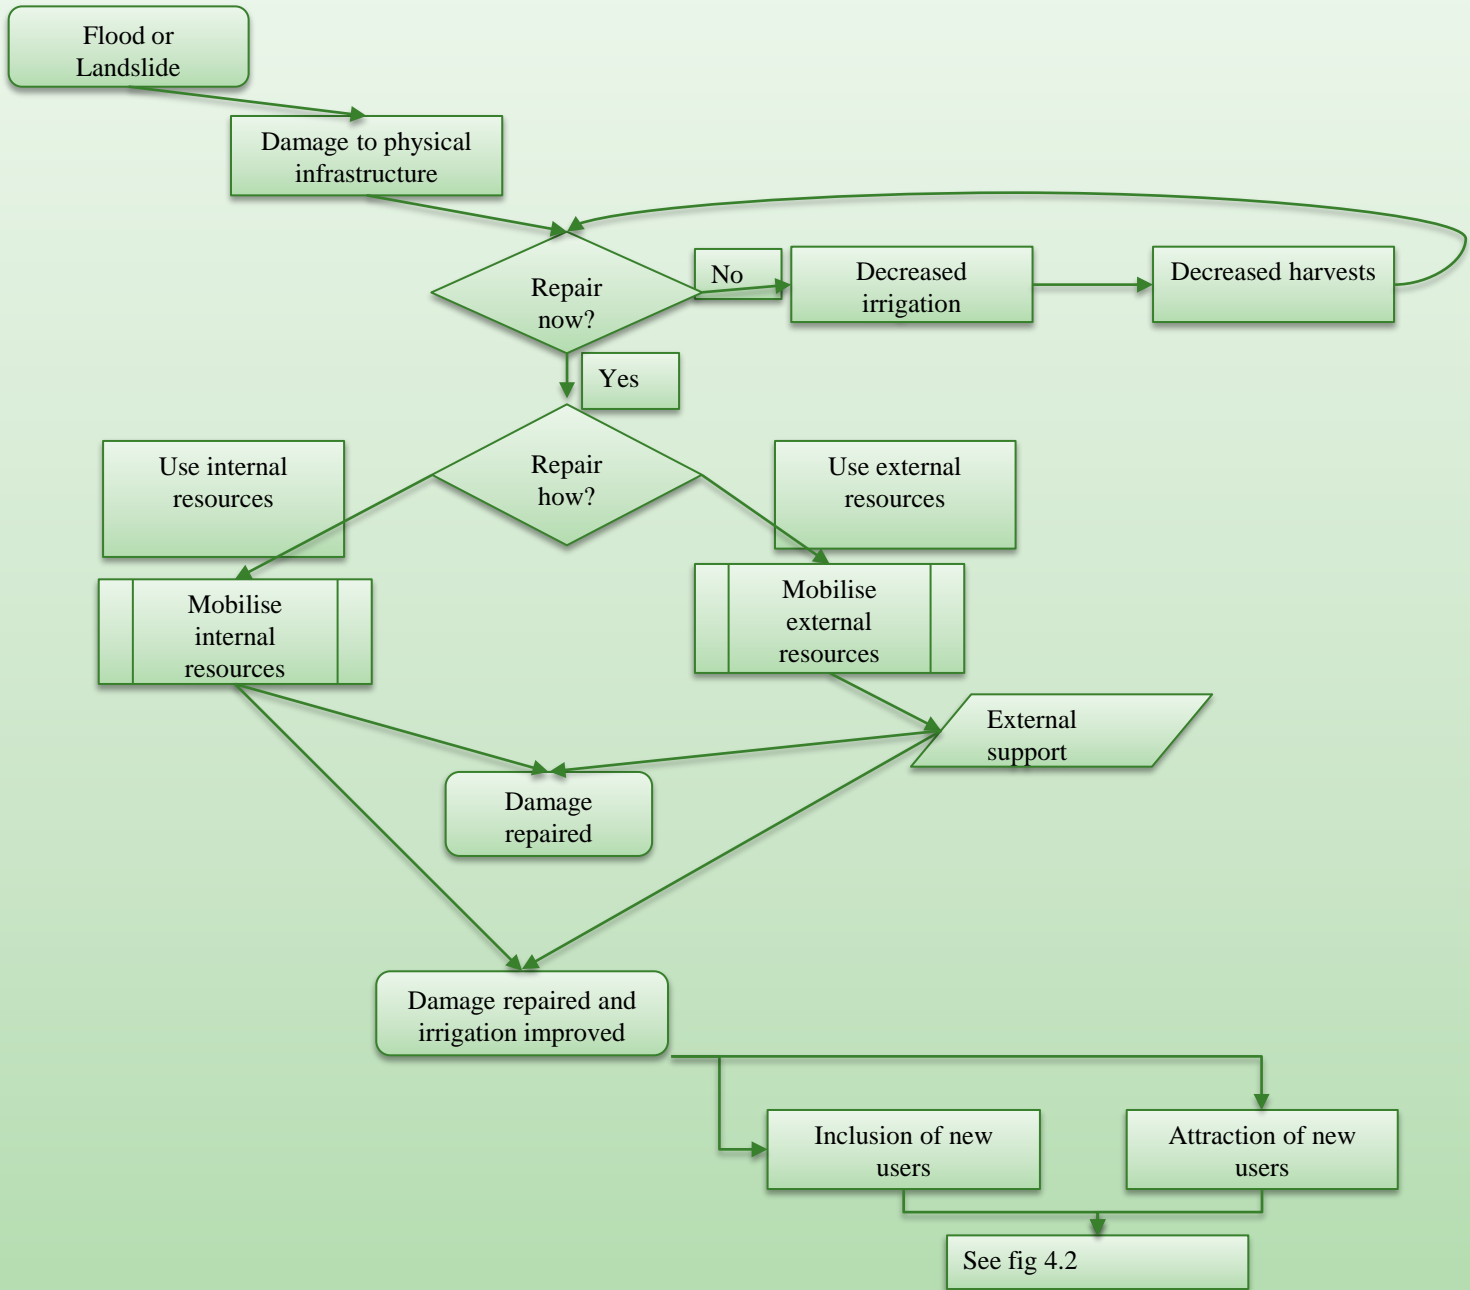 Flood or
Landslide
Damage to physical
infrastructure
Repair
now?
No
Decreased
irrigation
Decreased harvests
Yes
Repair
how?
Use internal
resources
Use external
resources
Mobilise
internal
resources
Mobilise
external
resources
External
support
Damage
repaired
Damage repaired and
irrigation improved
Inclusion of new
users
Attraction of new
users
See fig 4.2